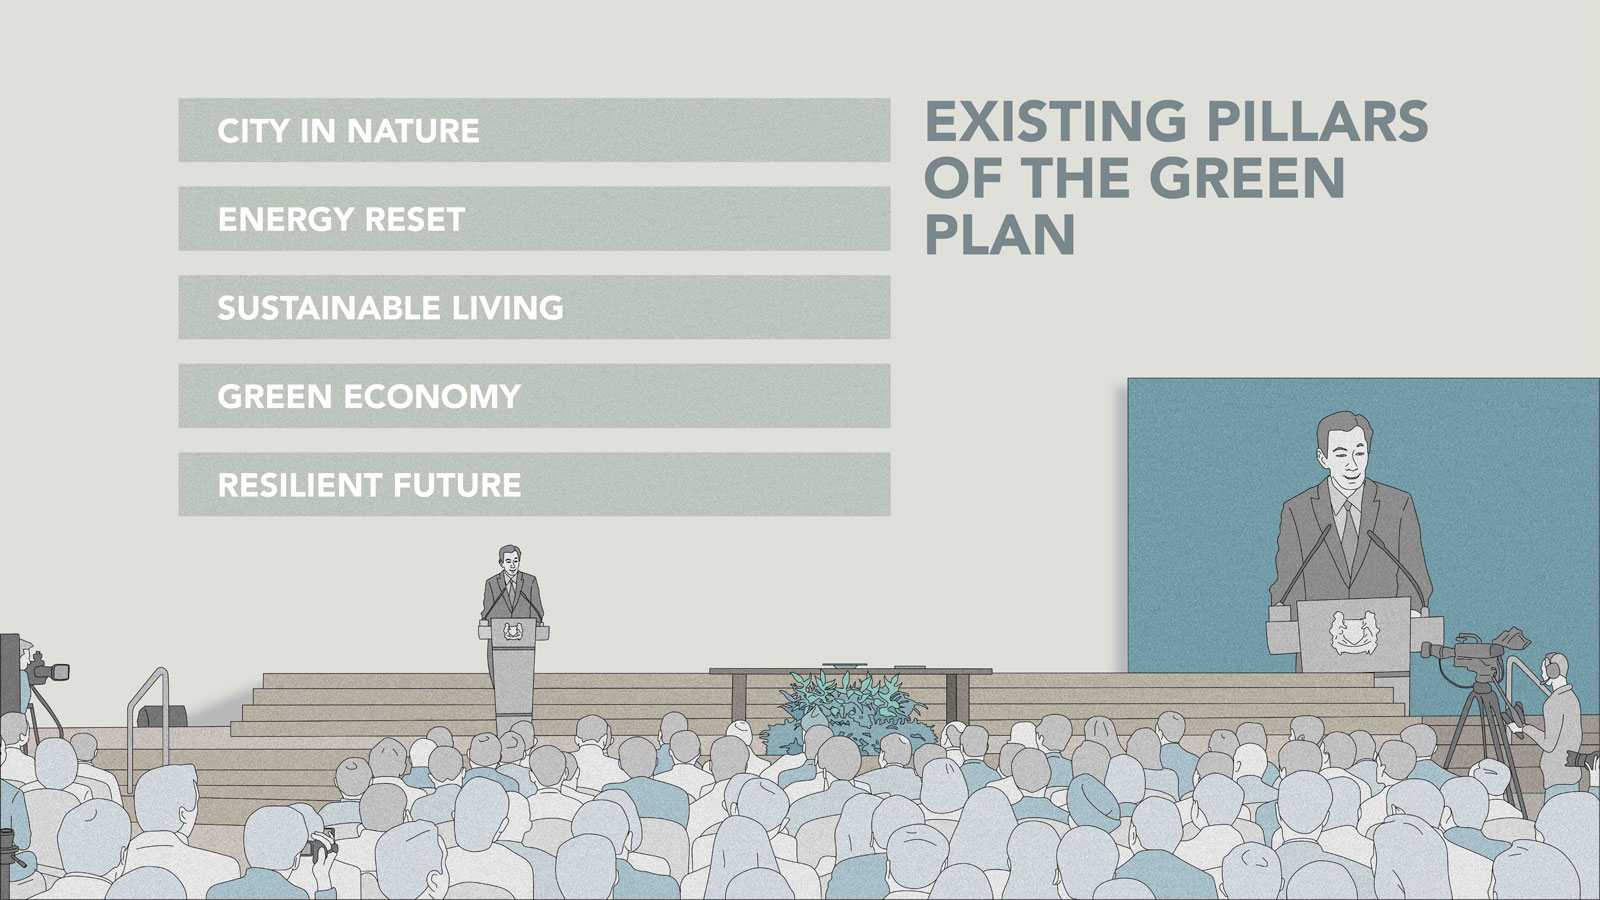 CITY IN NATURE
ENERGY RESET
SUSTAINABLE LIVING
GREEN ECONOMY
RESILIENT FUTURE
EXISTING PILLARS
OF THE GREEN
PLAN